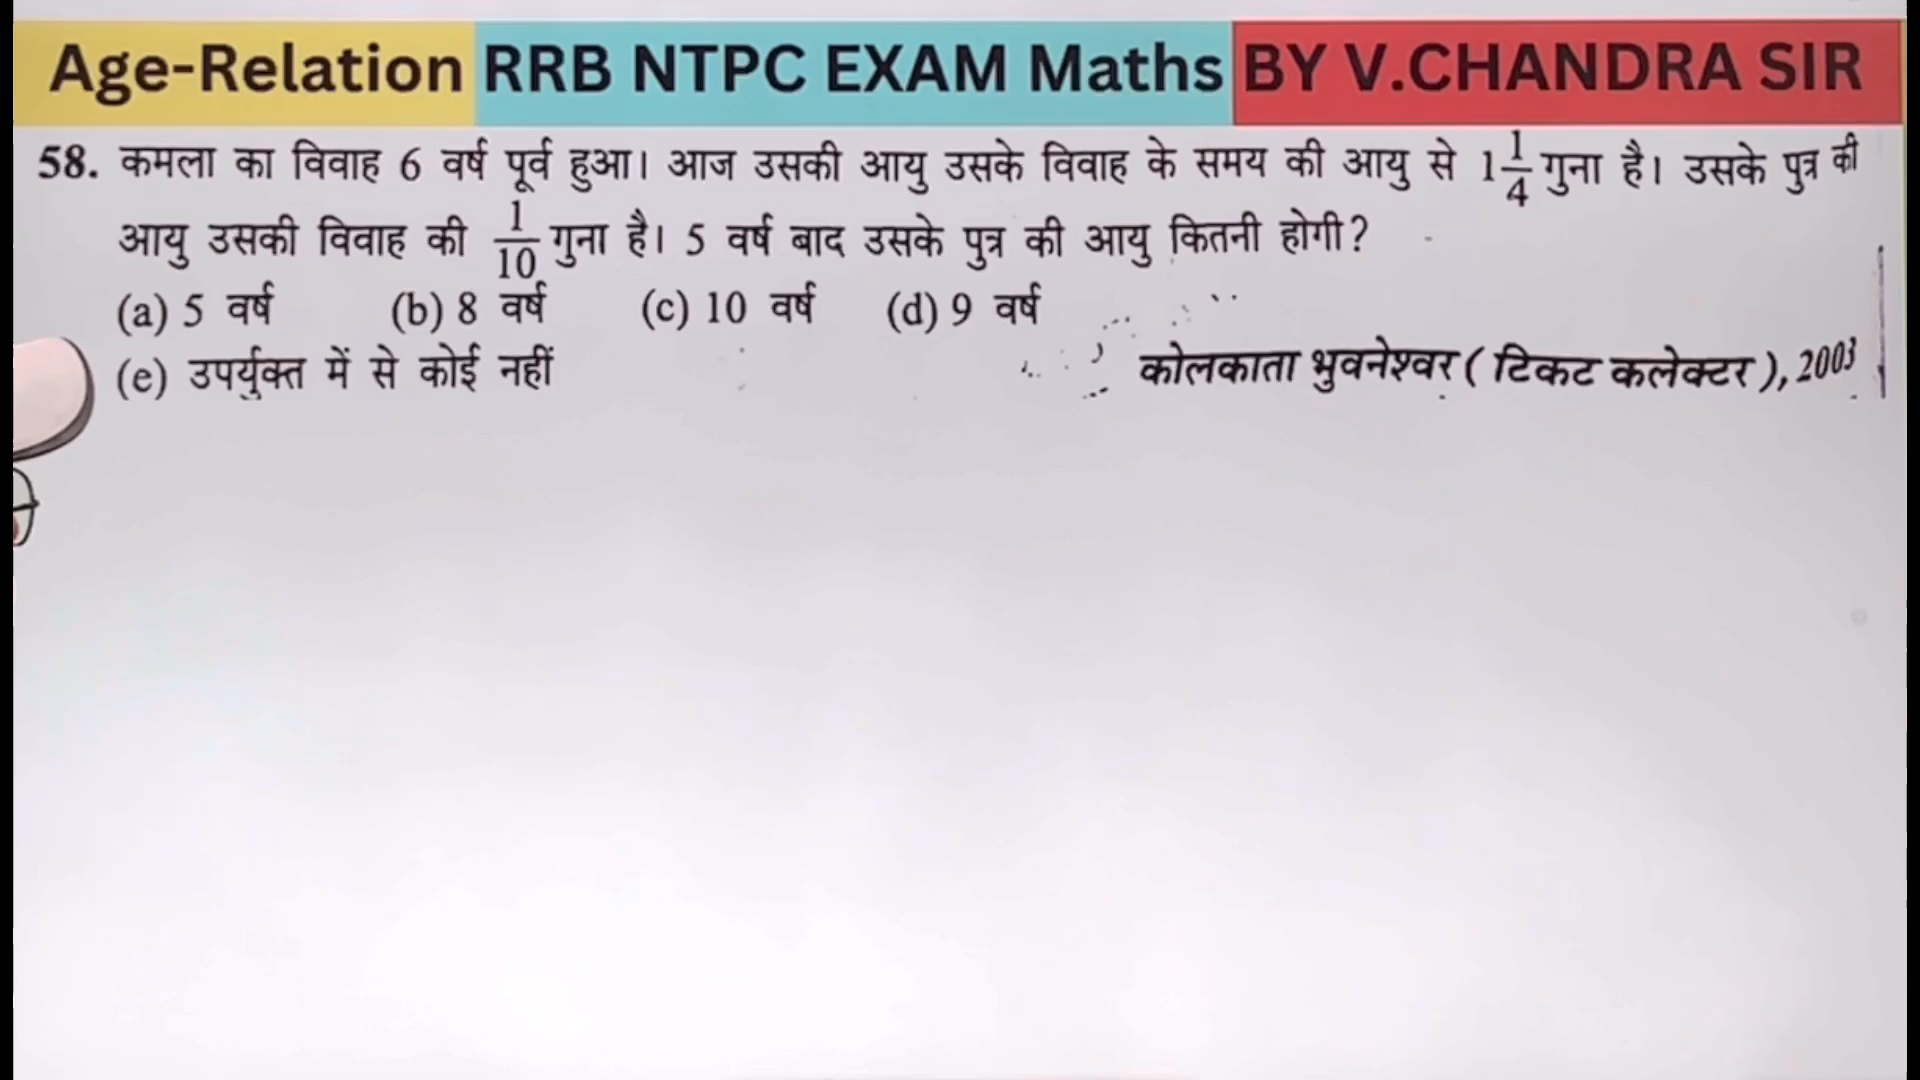 Age-Relation RRB NTPC EXAM Maths BY V.CHANDRA SIR
58. कमला का विवाह 6 वर्ष पूर्व हुआ। आज उसकी आयु उसके विवाह के समय की आयु से 1 1/4 गुना है। उसके पुत्र की
आयु उसकी विवाह की 1/10 गुना है। 5 वर्ष बाद उसके पुत्र की आयु कितनी होगी?
(a) 5 वर्ष (b) 8 वर्ष (c) 10 वर्ष (d) 9 वर्ष
(e) उपर्युक्त में से कोई नहीं कोलकाता भुवनेश्वर ( टिकट कलेक्टर ), 2003